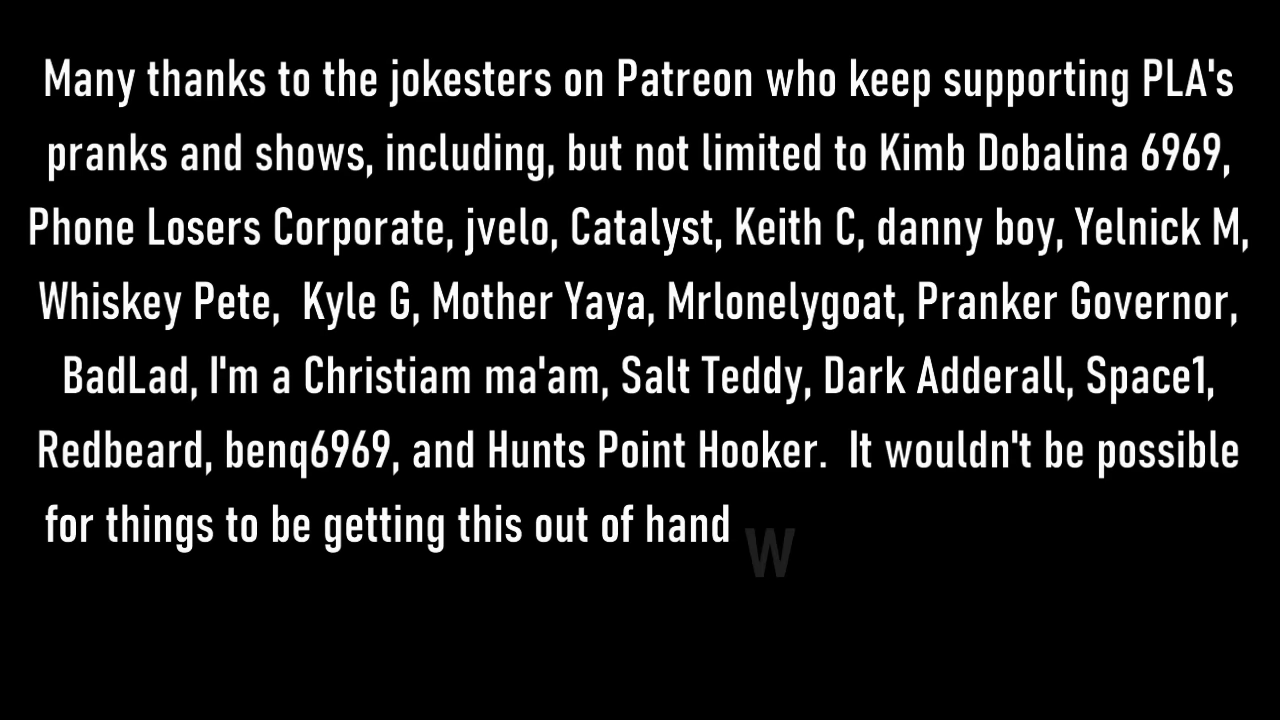 Many thanks to the jokesters on Patreon who keep supporting PLA's
pranks and shows, including, but not limited to Kimb Dobalina 6969,
Phone Losers Corporate, jvelo, Catalyst, Keith C, danny boy, Yelnick M,
Whiskey Pete,  Kyle G, Mother Yaya, Mrlonelygoat, Pranker Governor,
BadLad, I'm a Christiam ma'am, Salt Teddy, Dark Adderall, Space1,
Redbeard, benq6969, and Hunts Point Hooker.  It wouldn't be possible
for things to be getting this out of hand w